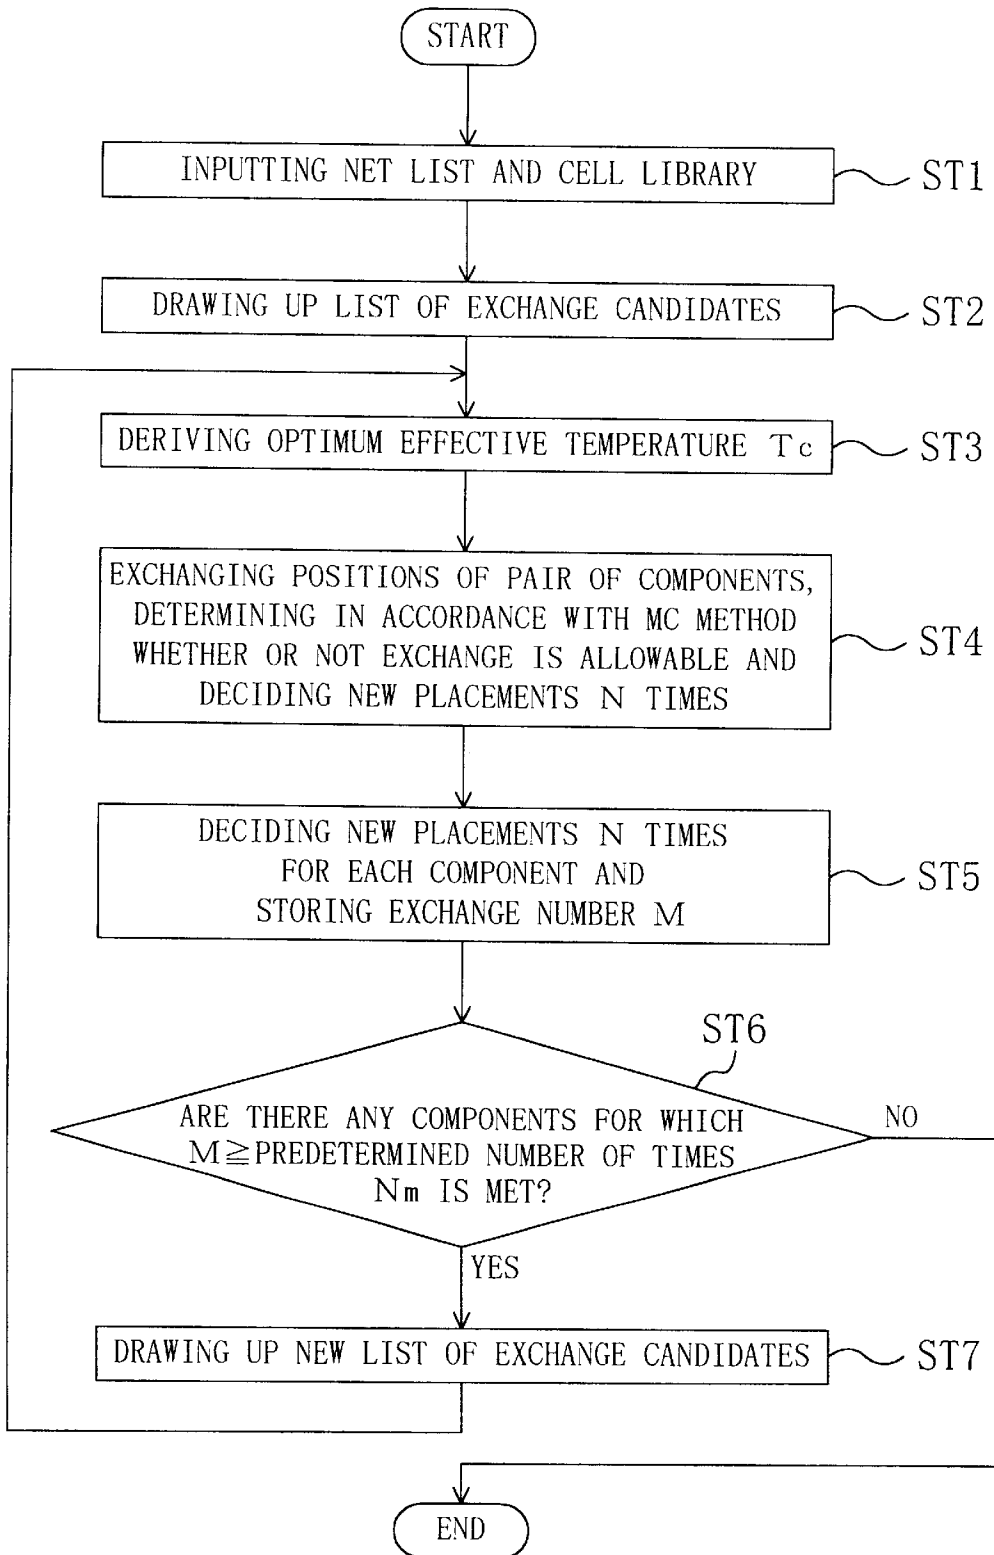 START
INPUTTING NET LIST AND CELL LIBRARY
ST1
DRAWING UP LIST OF EXCHANGE CANDIDATES
ST2
DERIVING OPTIMUM EFFECTIVE TEMPERATURE Tc
ST3
EXCHANGING POSITIONS OF PAIR OF COMPONENTS,
DETERMINING IN ACCORDANCE WITH MC METHOD
WHETHER OR NOT EXCHANGE IS ALLOWABLE AND
DECIDING NEW PLACEMENTS N TIMES
ST4
DECIDING NEW PLACEMENTS N TIMES
FOR EACH COMPONENT AND
STORING EXCHANGE NUMBER M
ST5
ST6
ARE THERE ANY COMPONENTS FOR WHICH
M≧PREDETERMINED NUMBER OF TIMES
Nm IS MET?
NO
YES
DRAWING UP NEW LIST OF EXCHANGE CANDIDATES
ST7
END